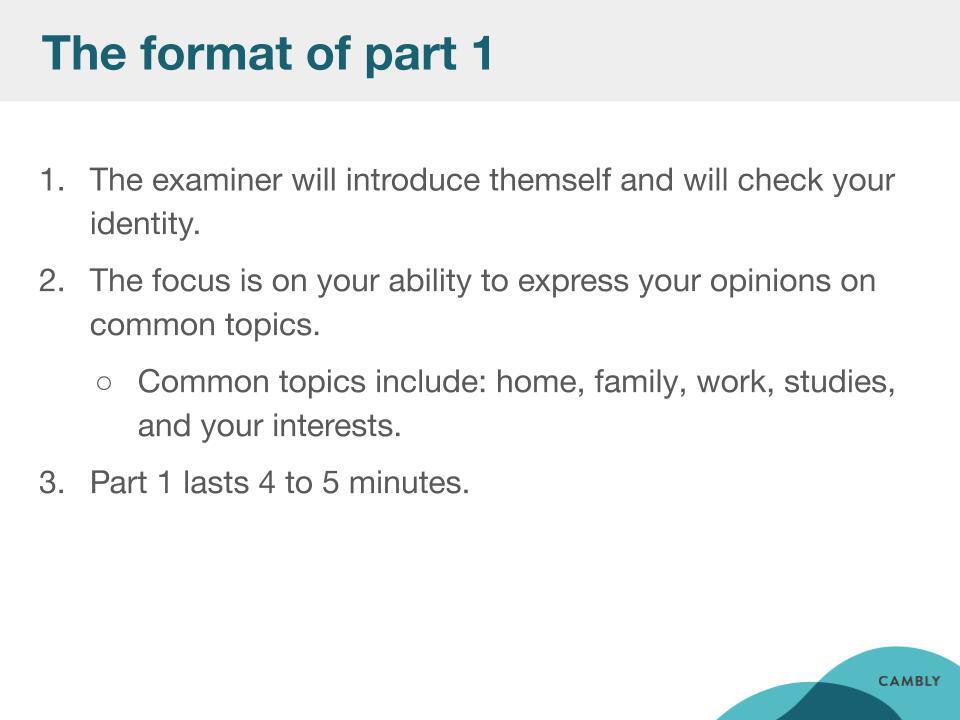 The format of part 1
1. The examiner will introduce themself and will check your
identity.
2. The focus is on your ability to express your opinions on
common topics.
○ Common topics include: home, family, work, studies,
and your interests.
3. Part 1 lasts 4 to 5 minutes.
CAMBLY